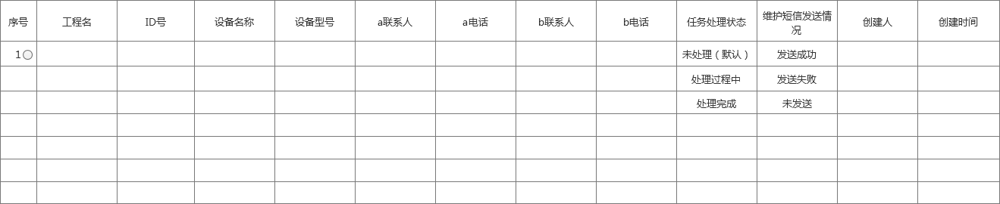 序号 工程名 ID号 设备名称 设备型号 a联系人 a电话 b联系人 b电话 任务处理状态 维护短信发送情况 创建人 创建时间
1 未处理（默认） 发送成功
处理过程中 发送失败
处理完成 未发送